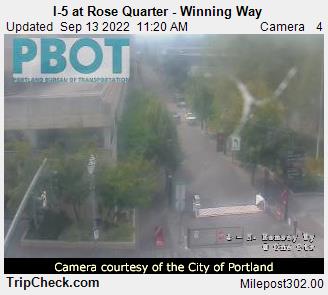 I-5 at Rose Quarter - Winning Way
Updated Sep 13 2022 11:20 AM Camera 4
PBOT
PORTLAND BUREAU OF TRANSPORTATION
Camera courtesy of the City of Portland
TripCheck.com Milepost302.00